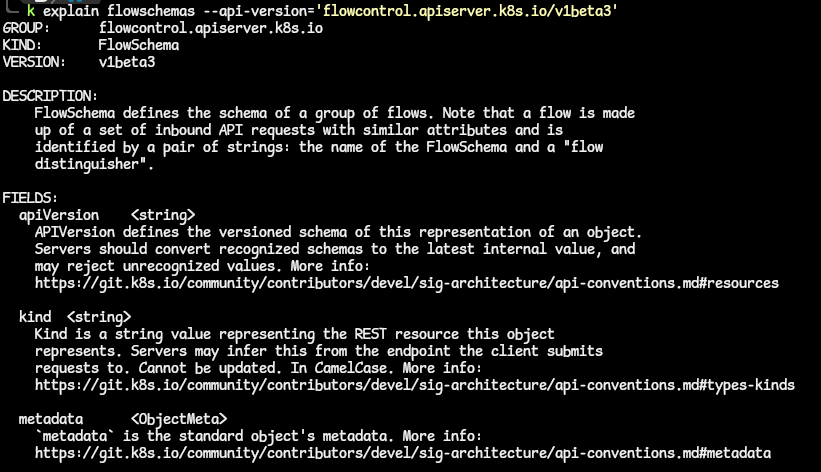 k explain flowschemas --api-version='flowcontrol.apiserver.k8s.io/v1beta3'
GROUP:      flowcontrol.apiserver.k8s.io
KIND:       FlowSchema
VERSION:    v1beta3

DESCRIPTION:
    FlowSchema defines the schema of a group of flows. Note that a flow is made
    up of a set of inbound API requests with similar attributes and is
    identified by a pair of strings: the name of the FlowSchema and a "flow
    distinguisher".

FIELDS:
  apiVersion    <string>
    APIVersion defines the versioned schema of this representation of an object.
    Servers should convert recognized schemas to the latest internal value, and
    may reject unrecognized values. More info:
    https://git.k8s.io/community/contributors/devel/sig-architecture/api-conventions.md#resources

  kind  <string>
    Kind is a string value representing the REST resource this object
    represents. Servers may infer this from the endpoint the client submits
    requests to. Cannot be updated. In CamelCase. More info:
    https://git.k8s.io/community/contributors/devel/sig-architecture/api-conventions.md#types-kinds

  metadata      <ObjectMeta>
    `metadata` is the standard object's metadata. More info:
    https://git.k8s.io/community/contributors/devel/sig-architecture/api-conventions.md#metadata